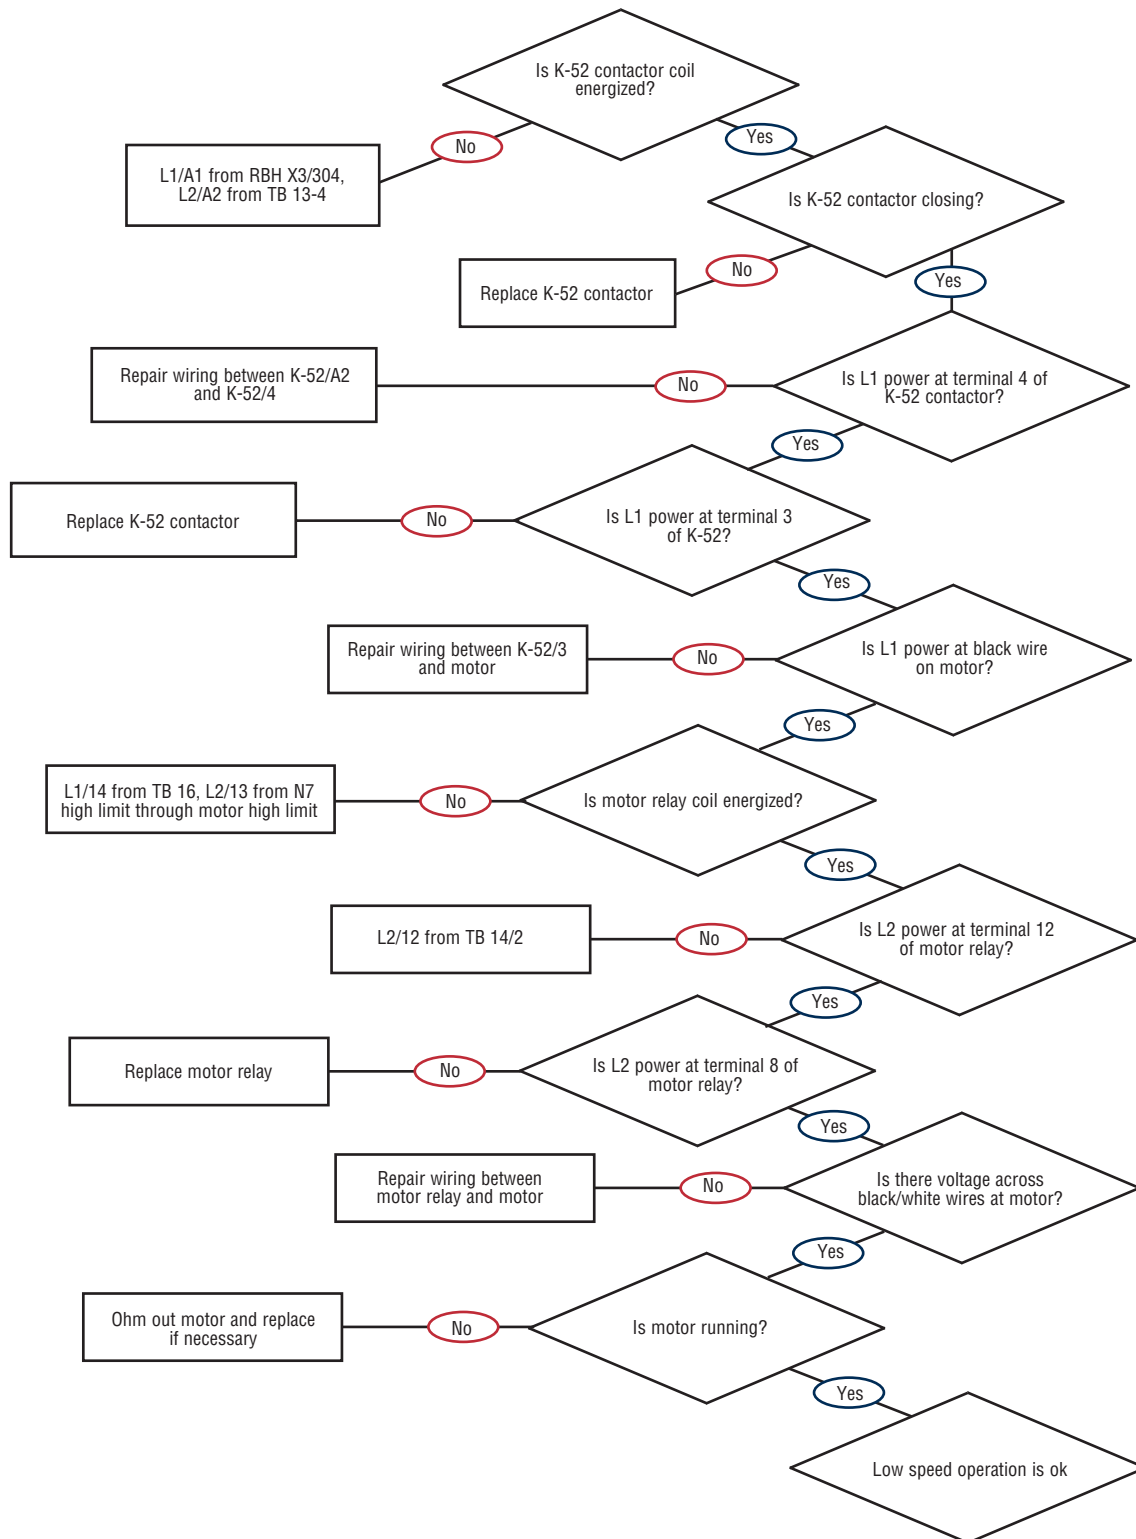 Is K-52 contactor coil
energized?
No
Yes
L1/A1 from RBH X3/304,
L2/A2 from TB 13-4
Is K-52 contactor closing?
No
Yes
Replace K-52 contactor
Is L1 power at terminal 4 of
K-52 contactor?
No
Repair wiring between K-52/A2
and K-52/4
Yes
Is L1 power at terminal 3
of K-52?
No
Replace K-52 contactor
Yes
Is L1 power at black wire
on motor?
No
Repair wiring between K-52/3
and motor
Yes
Is motor relay coil energized?
No
L1/14 from TB 16, L2/13 from N7
high limit through motor high limit
Yes
Is L2 power at terminal 12
of motor relay?
No
L2/12 from TB 14/2
Yes
Is L2 power at terminal 8 of
motor relay?
No
Replace motor relay
Yes
Is there voltage across
black/white wires at motor?
No
Repair wiring between
motor relay and motor
Yes
Is motor running?
No
Ohm out motor and replace
if necessary
Yes
Low speed operation is ok